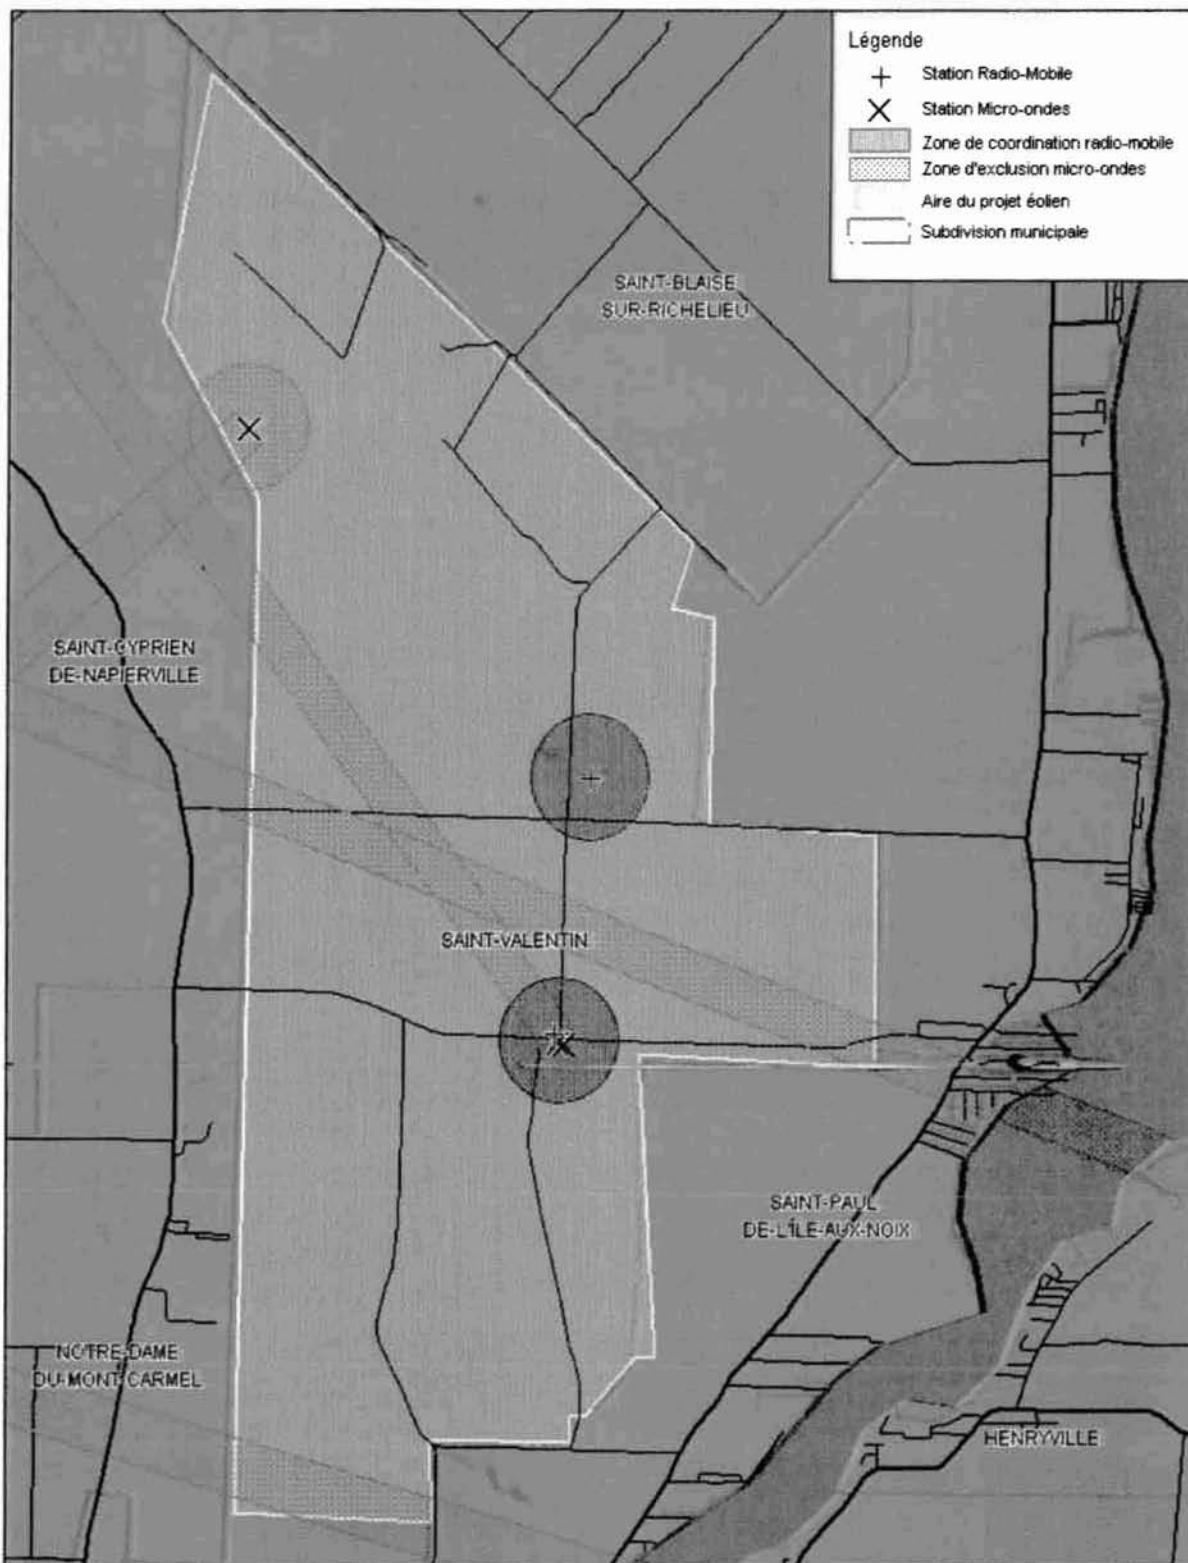 Légende
Station Radio-Mobile
Station Micro-ondes
Zone de coordination radio-mobile
Zone d'exclusion micro-ondes
Aire du projet éolien
Subdivision municipale
SAINT-BLAISE
SUR-RICHELIEU
SAINT-CYPRIEN
DE-NAPIERVILLE
SAINT-VALENTIN
SAINT-PAUL
DE-L'ÎLE-AUX-NOIX
NOTRE-DAME
DU-MONT-CARMEL
HENRYVILLE